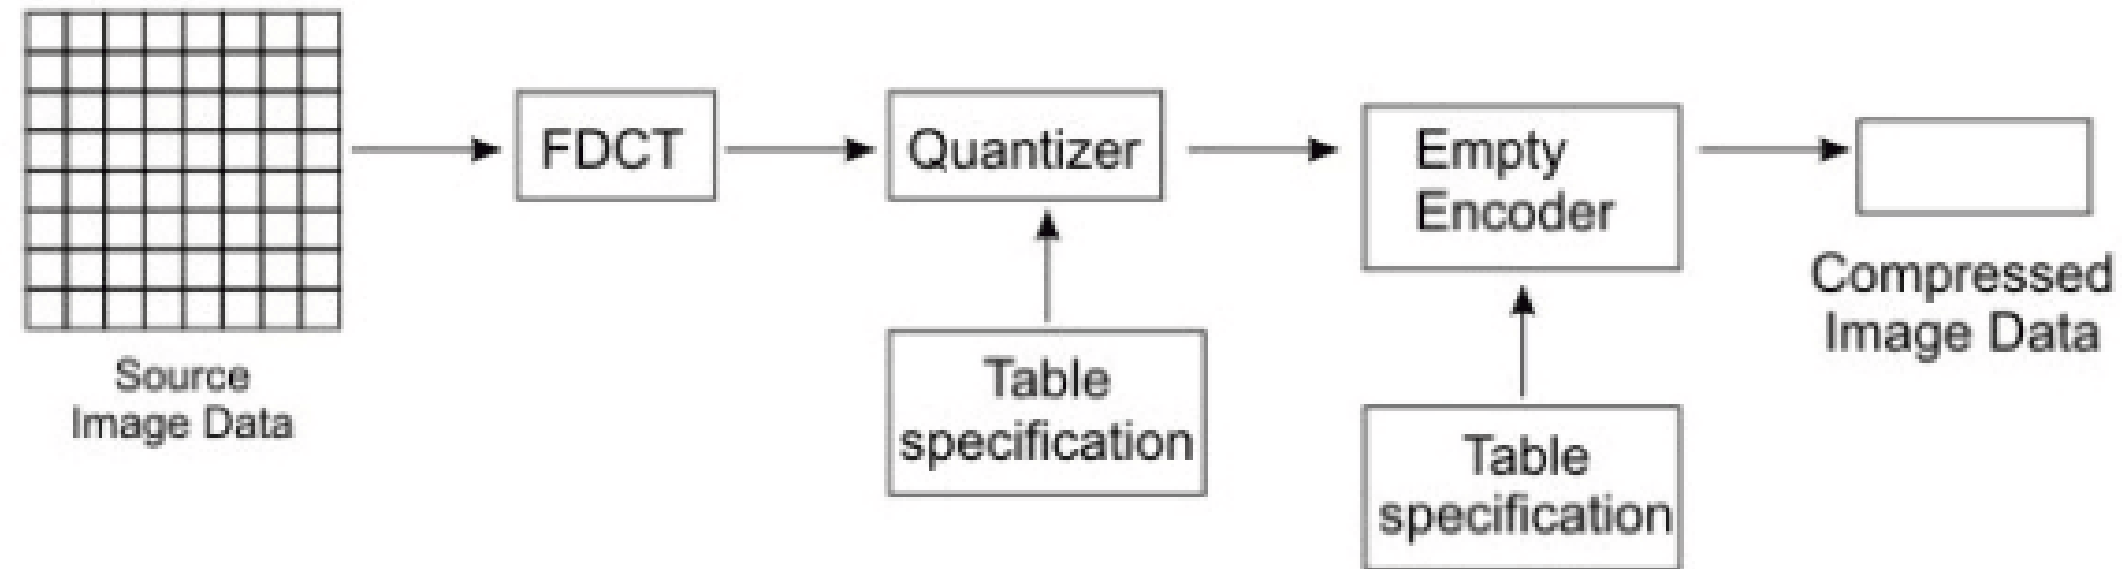 Source
Image Data
FDCT
Quantizer
Table
specification
Empty
Encoder
Table
specification
Compressed
Image Data